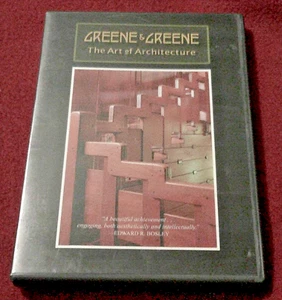 GREENE & GREENE
The Art of Architecture
"A beautiful achievement...
engaging, both aesthetically and intellectually."
—EDWARD R. BOSLEY